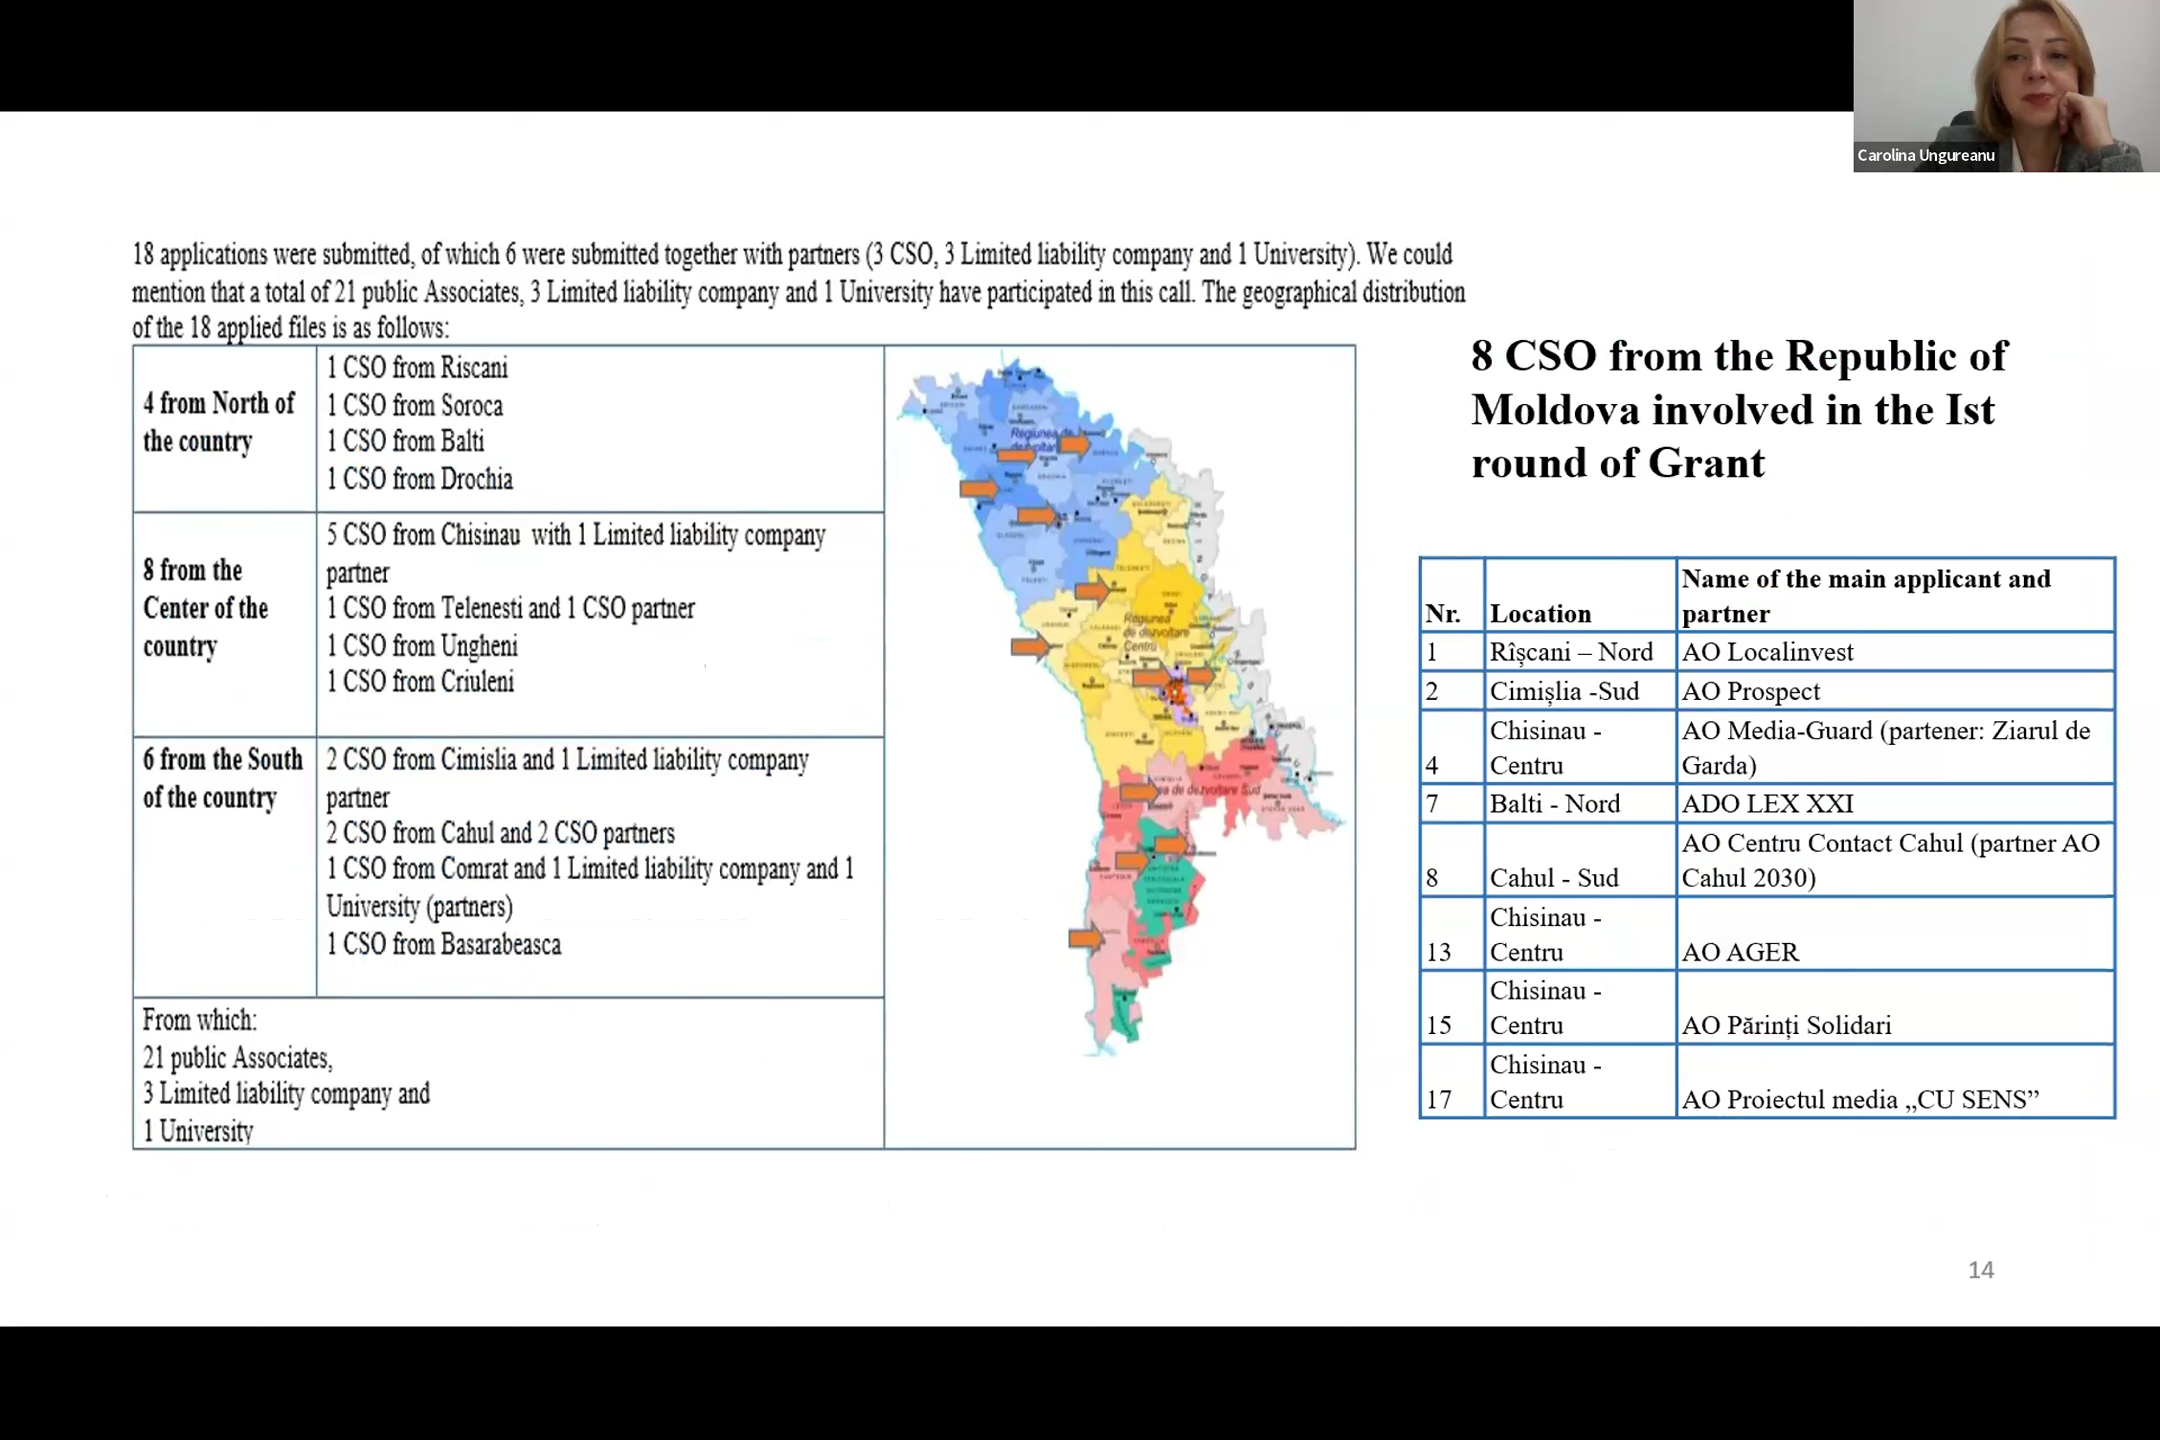 Carolina Ungureanu
18 applications were submitted, of which 6 were submitted together with partners (3 CSO, 3 Limited liability company and 1 University). We could
mention that a total of 21 public Associates, 3 Limited liability company and 1 University have participated in this call. The geographical distribution
of the 18 applied files is as follows:
4 from North of
the country
1 CSO from Riscani
1 CSO from Soroca
1 CSO from Balti
1 CSO from Drochia
8 from the
Center of the
country
5 CSO from Chisinau with 1 Limited liability company
partner
1 CSO from Telenesti and 1 CSO partner
1 CSO from Ungheni
1 CSO from Criuleni
6 from the South
of the country
2 CSO from Cimislia and 1 Limited liability company
partner
2 CSO from Cahul and 2 CSO partners
1 CSO from Comrat and 1 Limited liability company and 1
University (partners)
1 CSO from Basarabeasca
From which:
21 public Associates,
3 Limited liability company and
1 University
Regiunea de
Regiunea
de dezvoltare
Centru
de dezvoltare Sud
8 CSO from the Republic of
Moldova involved in the Ist
round of Grant
Nr. Location Name of the main applicant and
partner
1 Rîșcani – Nord AO Localinvest
2 Cimișlia -Sud AO Prospect
4 Chisinau - Centru AO Media-Guard (partener: Ziarul de
Garda)
7 Balti - Nord ADO LEX XXI
8 Cahul - Sud AO Centru Contact Cahul (partner AO
Cahul 2030)
13 Chisinau - Centru AO AGER
15 Chisinau - Centru AO Părinți Solidari
17 Chisinau - Centru AO Proiectul media „CU SENS”
14